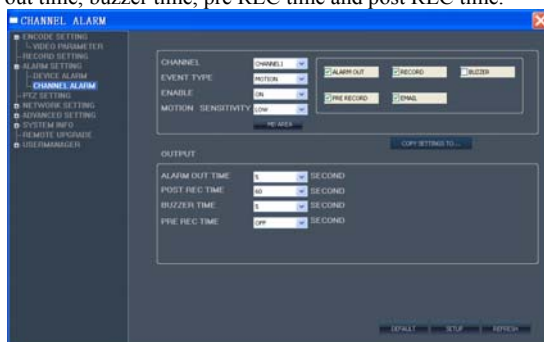 out time, buzzer time, pre REC time and post REC time.
CHANNEL ALARM
ENCODE SETTING
VIDEO PARAMETER
RECORD SETTING
ALARM SETTING
DEVICE ALARM
CHANNEL ALARM
PTZ SETTING
NETWORK SETTING
ADVANCED SETTING
SYSTEM INFO
REMOTE UPGRADE
USERMANAGER
CHANNEL CHANNEL1
EVENT TYPE MOTION
ENABLE ON
MOTION SENSITIVITY LOW
MD AREA
ALARM OUT RECORD BUZZER
PRE RECORD EMAIL
COPY SETTINGS TO...
OUTPUT
ALARM OUT TIME 5 SECOND
POST REC TIME 60 SECOND
BUZZER TIME 5 SECOND
PRE REC TIME OFF SECOND
DEFAULT SETUP REFRESH